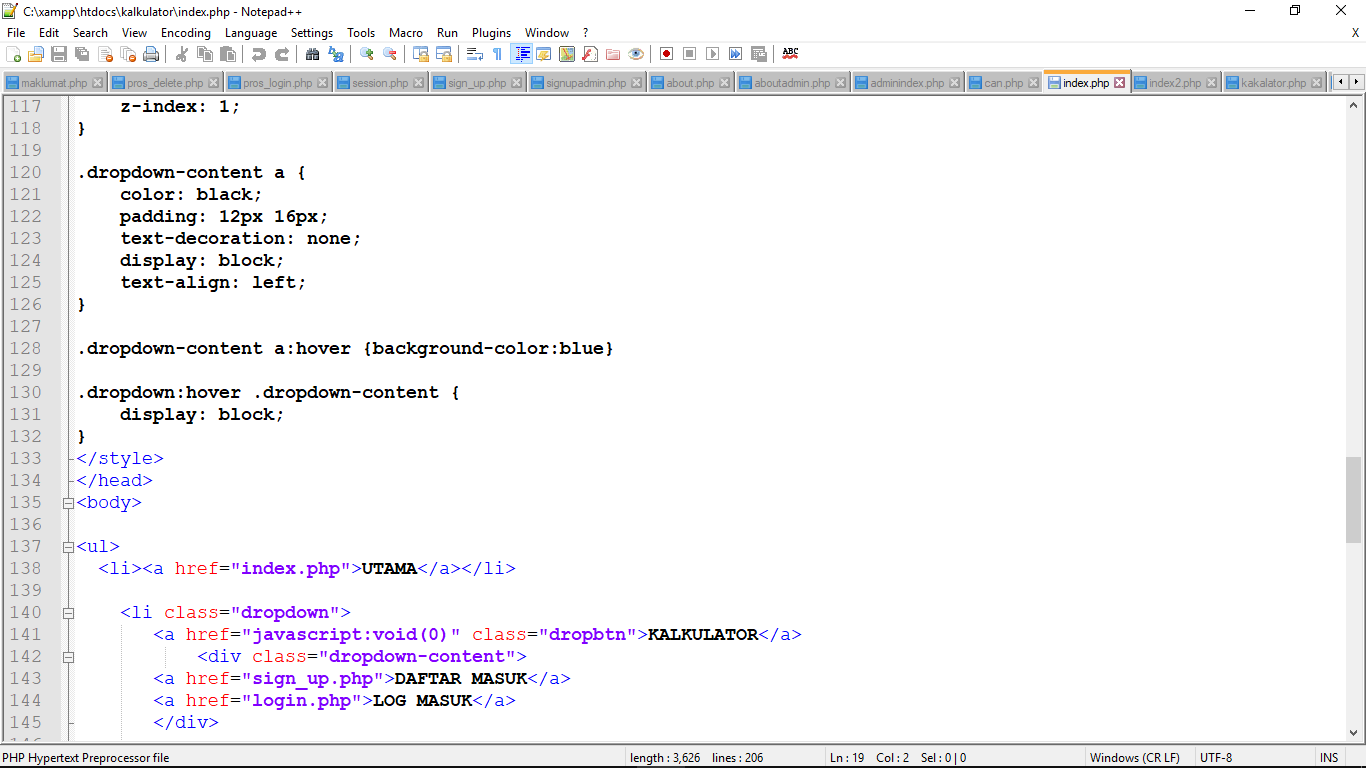 C:\xampp\htdocs\kalkulator\index.php - Notepad++
File Edit Search View Encoding Language Settings Tools Macro Run Plugins Window ? X
ABC
maklumat.php pros_delete.php pros_login.php session.php sign_up.php signupadmin.php about.php aboutadmin.php adminindex.php can.php index.php index2.php kakalator.php
117     z-index: 1;
118 }
119
120 .dropdown-content a {
121     color: black;
122     padding: 12px 16px;
123     text-decoration: none;
124     display: block;
125     text-align: left;
126 }
127
128 .dropdown-content a:hover {background-color:blue}
129
130 .dropdown:hover .dropdown-content {
131     display: block;
132 }
133 </style>
134 </head>
135 <body>
136
137 <ul>
138   <li><a href="index.php">UTAMA</a></li>
139
140     <li class="dropdown">
141        <a href="javascript:void(0)" class="dropbtn">KALKULATOR</a>
142            <div class="dropdown-content">
143        <a href="sign_up.php">DAFTAR MASUK</a>
144        <a href="login.php">LOG MASUK</a>
145        </div>
PHP Hypertext Preprocessor file length : 3,626 lines : 206 Ln : 19 Col : 2 Sel : 0 | 0 Windows (CR LF) UTF-8 INS